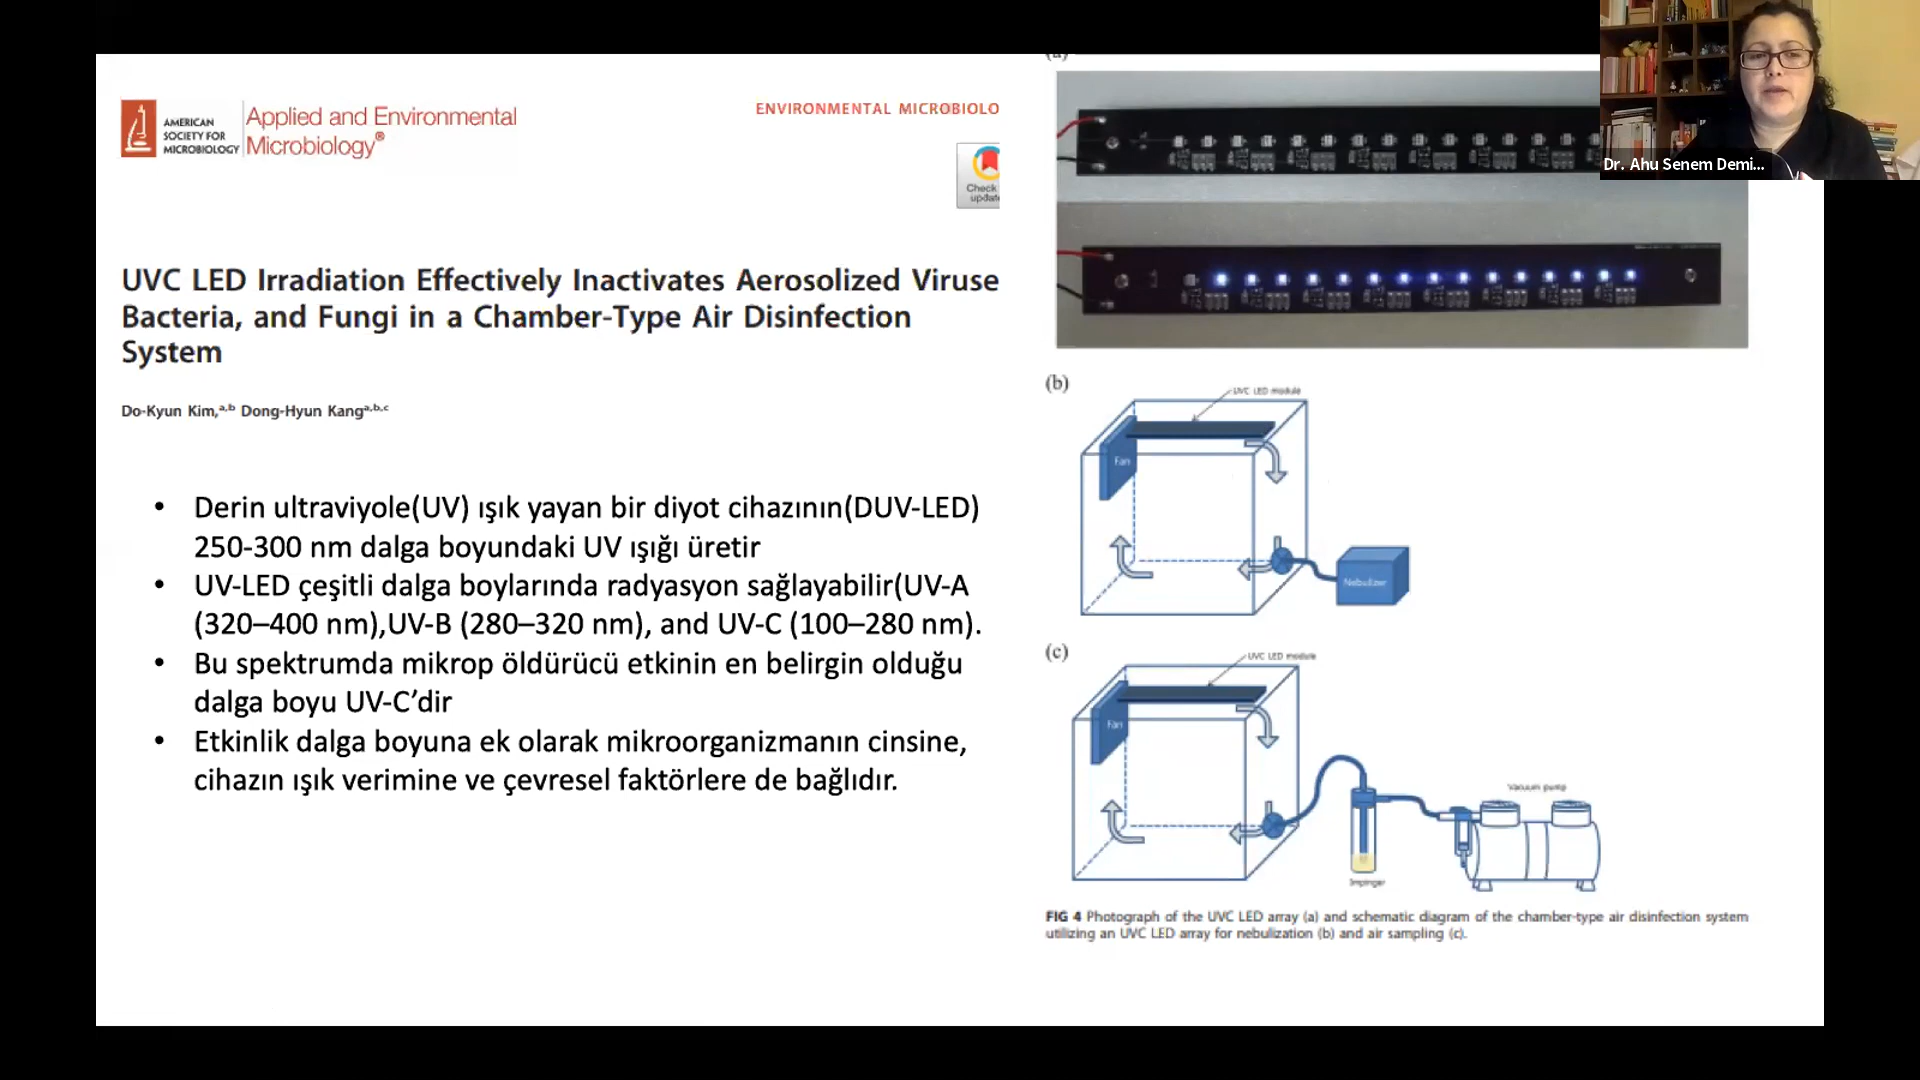 AMERICAN
SOCIETY FOR
MICROBIOLOGY
Applied and Environmental
Microbiology®
ENVIRONMENTAL MICROBIOLO
Check
updat
UVC LED Irradiation Effectively Inactivates Aerosolized Viruse
Bacteria, and Fungi in a Chamber-Type Air Disinfection
System
Do-Kyun Kim,a,b Dong-Hyun Kanga,b,c
• Derin ultraviyole(UV) ışık yayan bir diyot cihazının(DUV-LED)
250-300 nm dalga boyundaki UV ışığı üretir
• UV-LED çeşitli dalga boylarında radyasyon sağlayabilir(UV-A
(320–400 nm),UV-B (280–320 nm), and UV-C (100–280 nm).
• Bu spektrumda mikrop öldürücü etkinin en belirgin olduğu
dalga boyu UV-C’dir
• Etkinlik dalga boyuna ek olarak mikroorganizmanın cinsine,
cihazın ışık verimine ve çevresel faktörlere de bağlıdır.
(a)
(b)
UVC LED module
Fan
Nebulizer
(c)
UVC LED module
Fan
Vacuum pump
Impinger
FIG 4 Photograph of the UVC LED array (a) and schematic diagram of the chamber-type air disinfection system
utilizing an UVC LED array for nebulization (b) and air sampling (c).
Dr. Ahu Senem Demi...